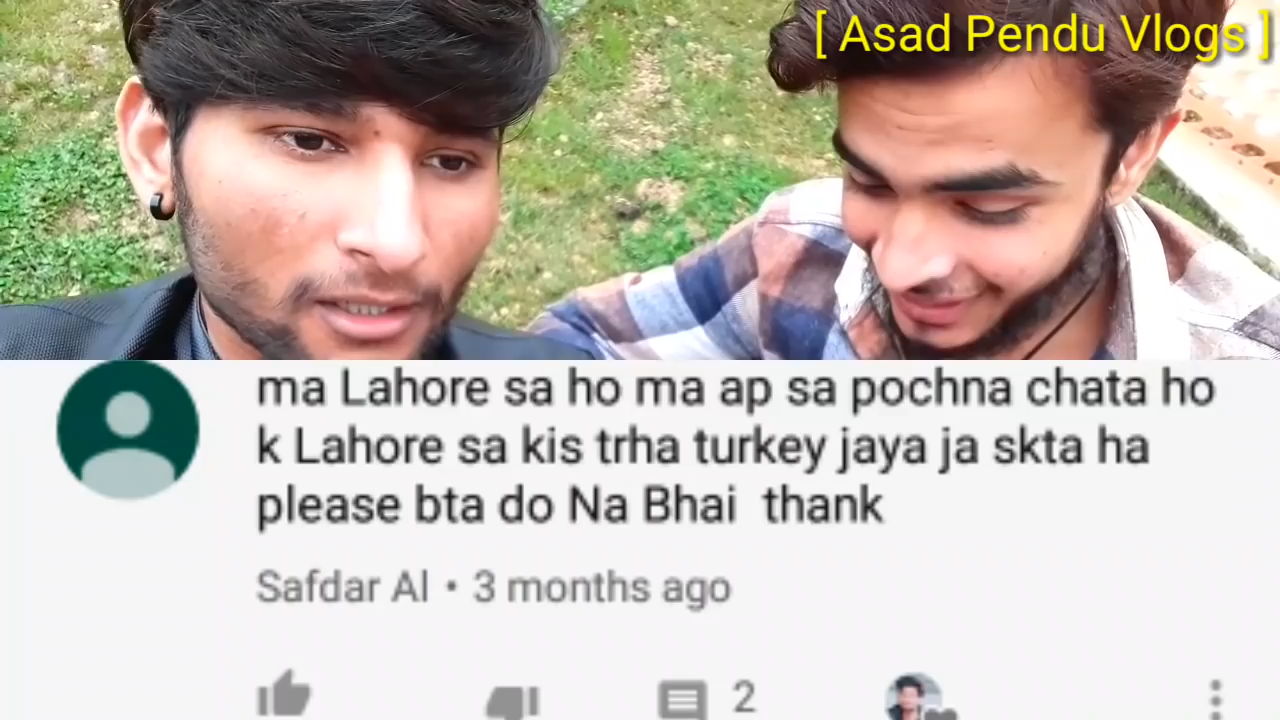 [ Asad Pendu Vlogs ]
ma Lahore sa ho ma ap sa pochna chata ho
k Lahore sa kis trha turkey jaya ja skta ha
please bta do Na Bhai  thank
Safdar Al • 3 months ago
2